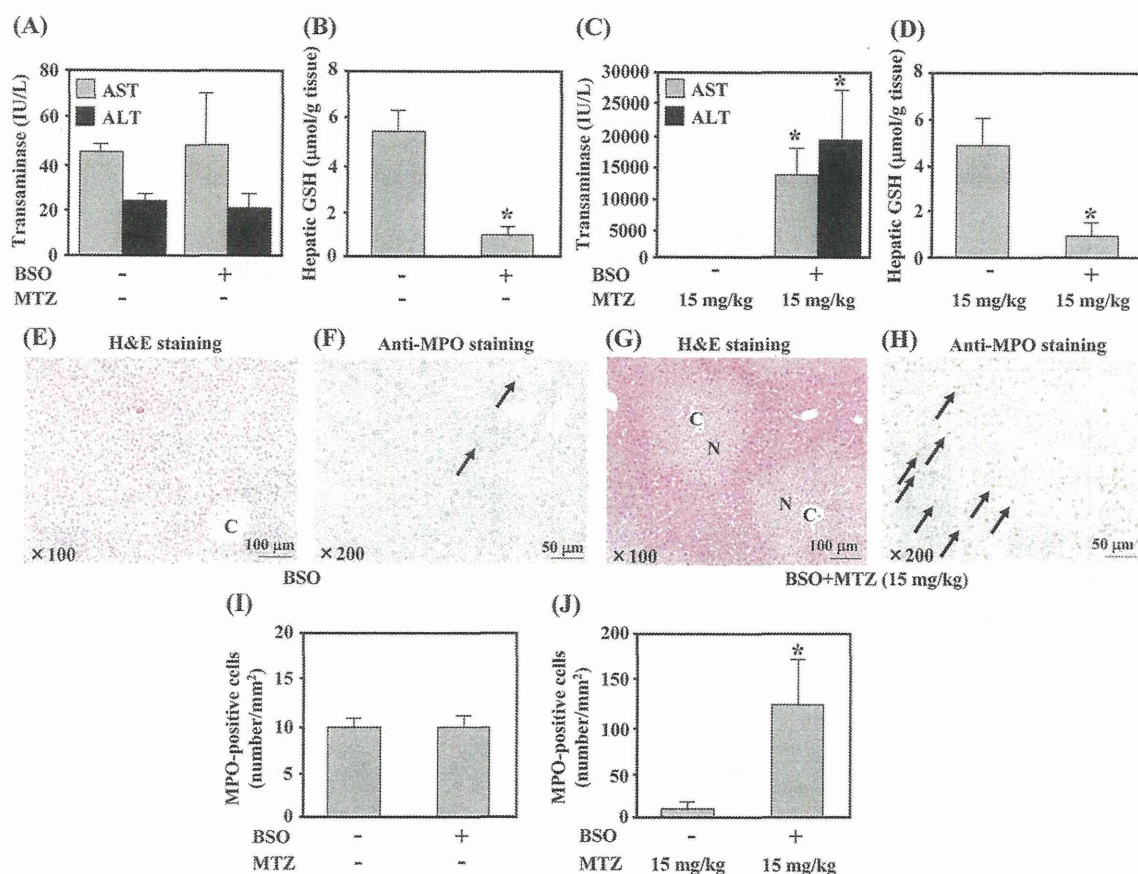 (A)
Transaminase (IU/L)
80
60
40
20
0
AST
ALT
BSO - +
MTZ - -
(B)
Hepatic GSH (μmol/g tissue)
8
6
4
2
0
*
- +
- -
(C)
Transaminase (IU/L)
30000
25000
20000
15000
10000
5000
0
AST
ALT
* *
BSO - +
MTZ 15 mg/kg 15 mg/kg
(D)
Hepatic GSH (μmol/g tissue)
8
6
4
2
0
*
- +
15 mg/kg 15 mg/kg
(E)
H&E staining
C
×100
100 μm
(F)
Anti-MPO staining
×200
50 μm
BSO
(G)
H&E staining
C
N
N
C
×100
100 μm
(H)
Anti-MPO staining
×200
50 μm
BSO+MTZ (15 mg/kg)
(I)
MPO-positive cells
(number/mm²)
20
15
10
5
0
BSO - +
MTZ - -
(J)
MPO-positive cells
(number/mm²)
200
150
100
50
0
*
BSO - +
MTZ 15 mg/kg 15 mg/kg